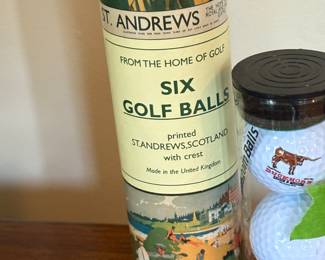 ST. ANDREWS
FROM THE HOME OF GOLF
SIX
GOLF BALLS
printed
ST.ANDREWS,SCOTLAND
with crest
Made in the United Kingdom
Balls